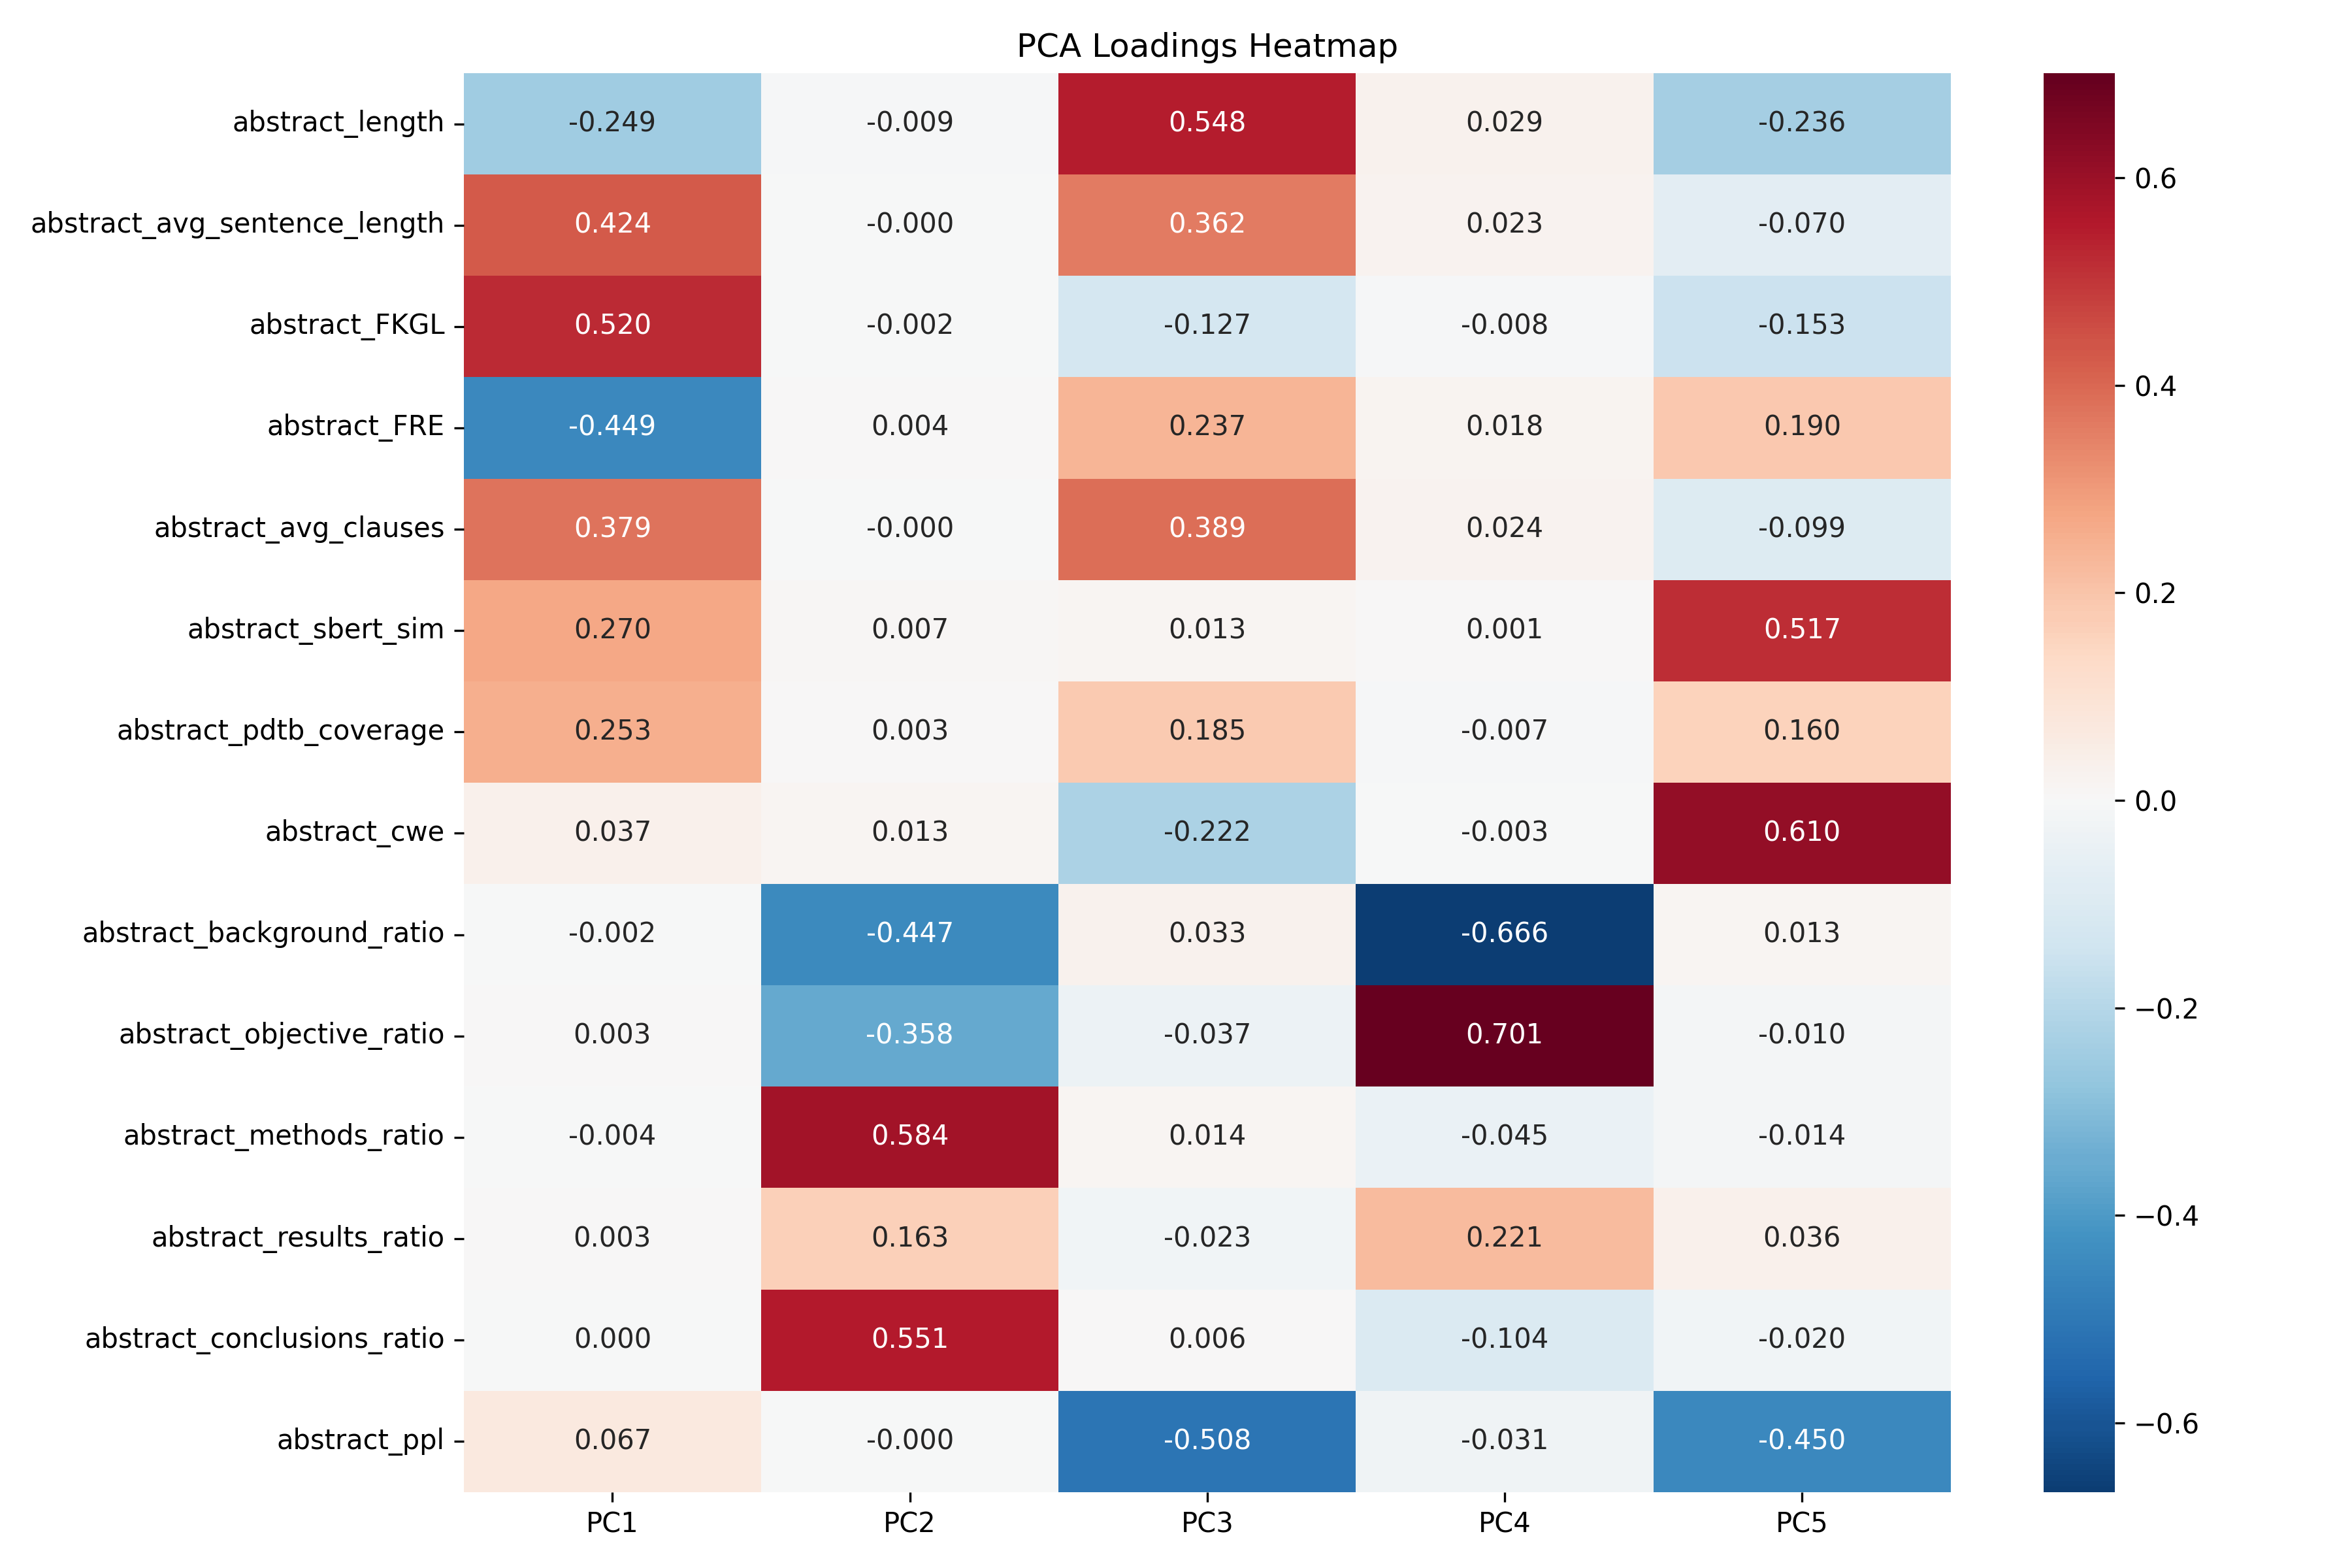 PCA Loadings Heatmap
abstract_length -0.249 -0.009 0.548 0.029 -0.236
abstract_avg_sentence_length 0.424 -0.000 0.362 0.023 -0.070
abstract_FKGL 0.520 -0.002 -0.127 -0.008 -0.153
abstract_FRE -0.449 0.004 0.237 0.018 0.190
abstract_avg_clauses 0.379 -0.000 0.389 0.024 -0.099
abstract_sbert_sim 0.270 0.007 0.013 0.001 0.517
abstract_pdtb_coverage 0.253 0.003 0.185 -0.007 0.160
abstract_cwe 0.037 0.013 -0.222 -0.003 0.610
abstract_background_ratio -0.002 -0.447 0.033 -0.666 0.013
abstract_objective_ratio 0.003 -0.358 -0.037 0.701 -0.010
abstract_methods_ratio -0.004 0.584 0.014 -0.045 -0.014
abstract_results_ratio 0.003 0.163 -0.023 0.221 0.036
abstract_conclusions_ratio 0.000 0.551 0.006 -0.104 -0.020
abstract_ppl 0.067 -0.000 -0.508 -0.031 -0.450
PC1 PC2 PC3 PC4 PC5
0.6
0.4
0.2
0.0
−0.2
−0.4
−0.6